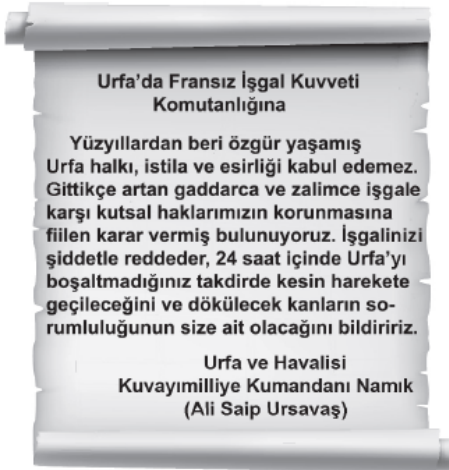 Urfa’da Fransız İşgal Kuvveti
Komutanlığına
Yüzyıllardan beri özgür yaşamış
Urfa halkı, istila ve esirliği kabul edemez.
Gittikçe artan gaddarca ve zalimce işgale
karşı kutsal haklarımızın korunmasına
fiilen karar vermiş bulunuyoruz. İşgalinizi
şiddetle reddeder, 24 saat içinde Urfa’yı
boşaltmadığınız takdirde kesin harekete
geçileceğini ve dökülecek kanların so-
rumluluğunun size ait olacağını bildiririz.
Urfa ve Havalisi
Kuvayımilliye Kumandanı Namık
(Ali Saip Ursavaş)